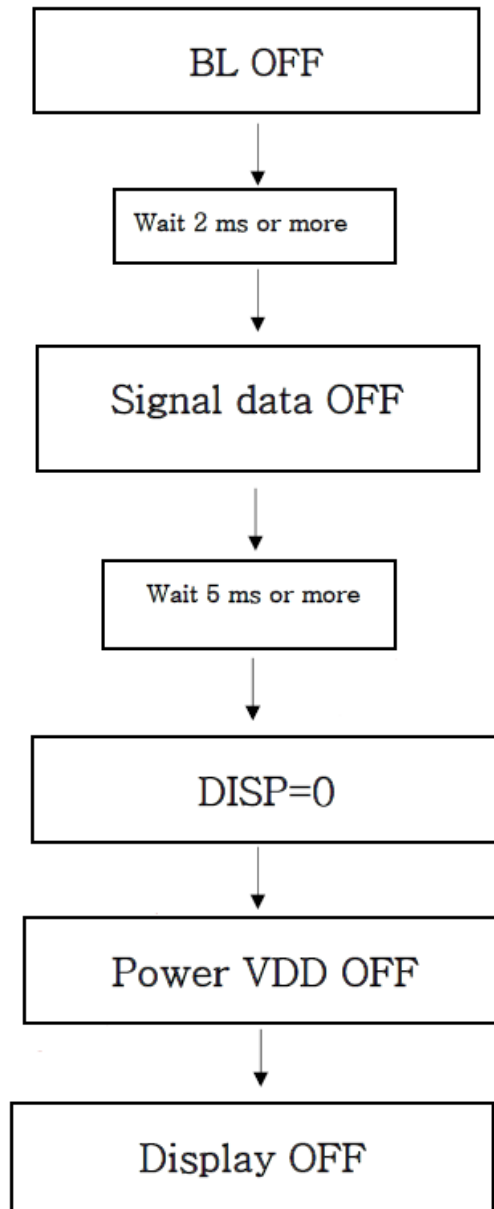 BL OFF
Wait 2 ms or more
Signal data OFF
Wait 5 ms or more
DISP=0
Power VDD OFF
Display OFF